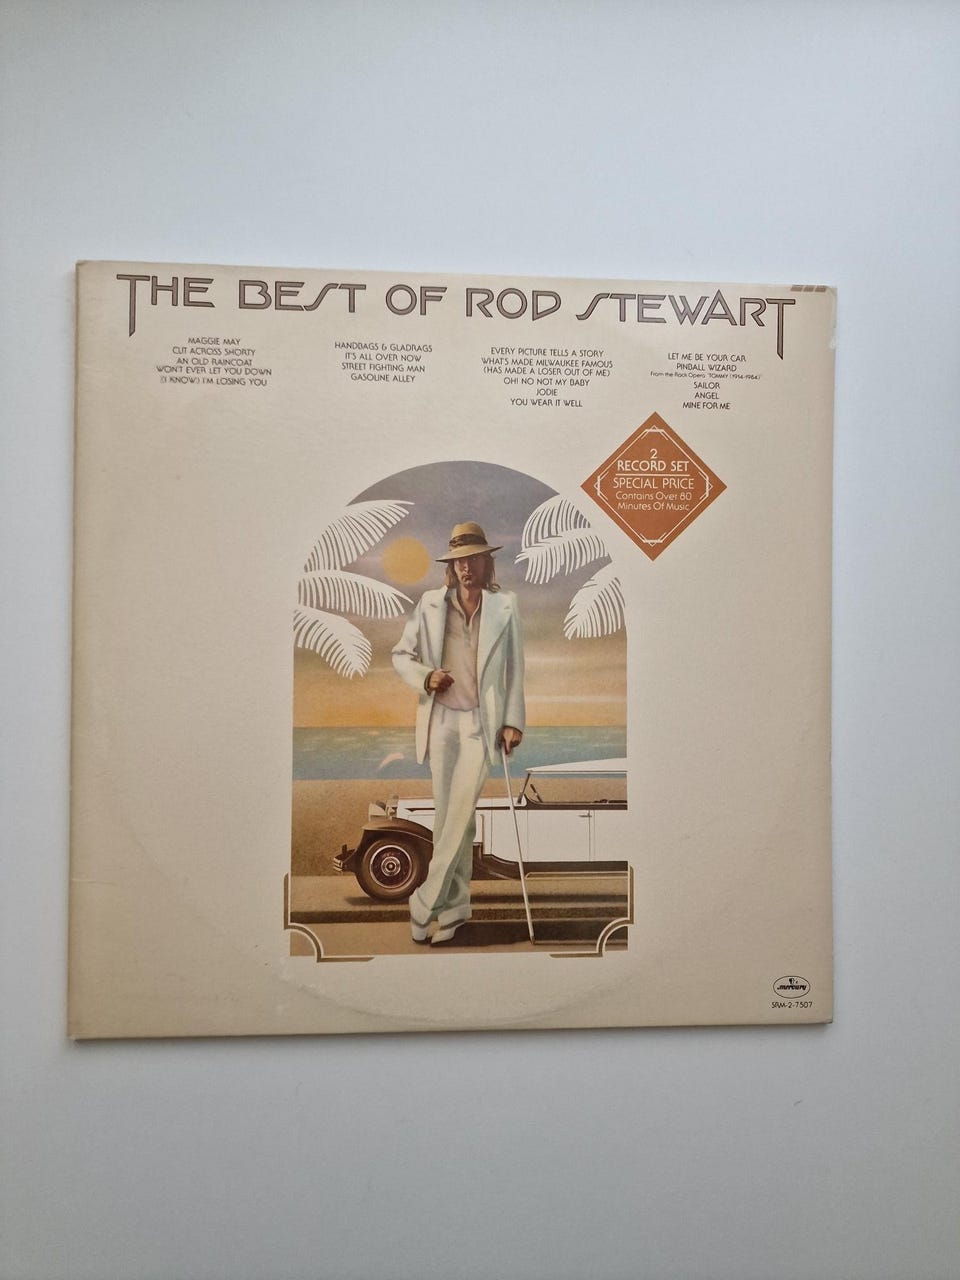 THE BEST OF ROD STEWART
MAGGIE MAY
CUT ACROSS SHORTY
AN OLD RAINCOAT
WON'T EVER LET YOU DOWN
(I KNOW) I'M LOSING YOU
HANDBAGS & GLADRAGS
IT'S ALL OVER NOW
STREET FIGHTING MAN
GASOLINE ALLEY
EVERY PICTURE TELLS A STORY
WHAT'S MADE MILWAUKEE FAMOUS
(HAS MADE A LOSER OUT OF ME)
OH! NO NOT MY BABY
JODIE
YOU WEAR IT WELL
LET ME BE YOUR CAR
PINBALL WIZARD
From the Rock Opera 'TOMMY (1914-1984)'
SAILOR
ANGEL
MINE FOR ME
2
RECORD SET
SPECIAL PRICE
Contains Over 80
Minutes Of Music
mercury
SRM-2-7507